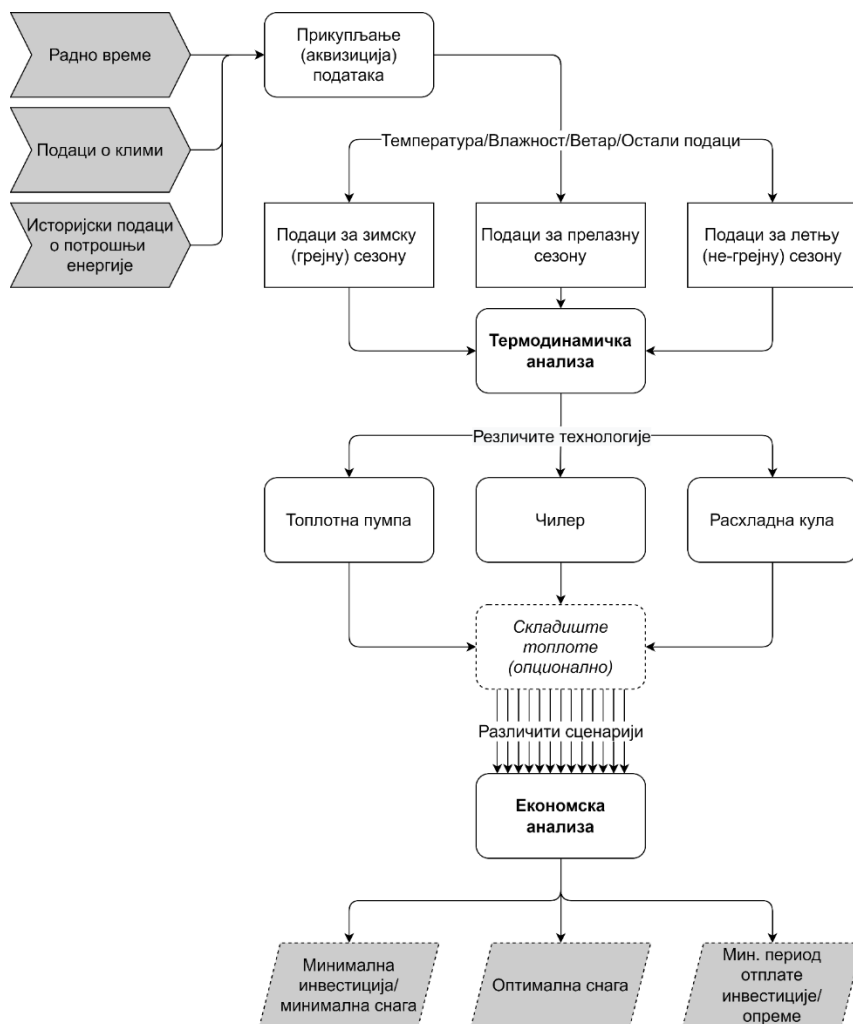 Радно време
Прикупљање
(аквизиција)
података
Подаци о клими
Температура/Влажност/Ветар/Остали подаци
Историјски подаци
о потрошњи
енергије
Подаци за зимску
(грејну) сезону
Подаци за прелазну
сезону
Подаци за летњу
(не-грејну) сезону
Термодинамичка
анализа
Резличите технологије
Топлотна пумпа
Чилер
Расхладна кула
Складиште
топлоте
(опционално)
Различити сценарији
Економска
анализа
Минимална
инвестиција/
минимална снага
Оптимална снага
Мин. период
отплате
инвестиције/
опреме